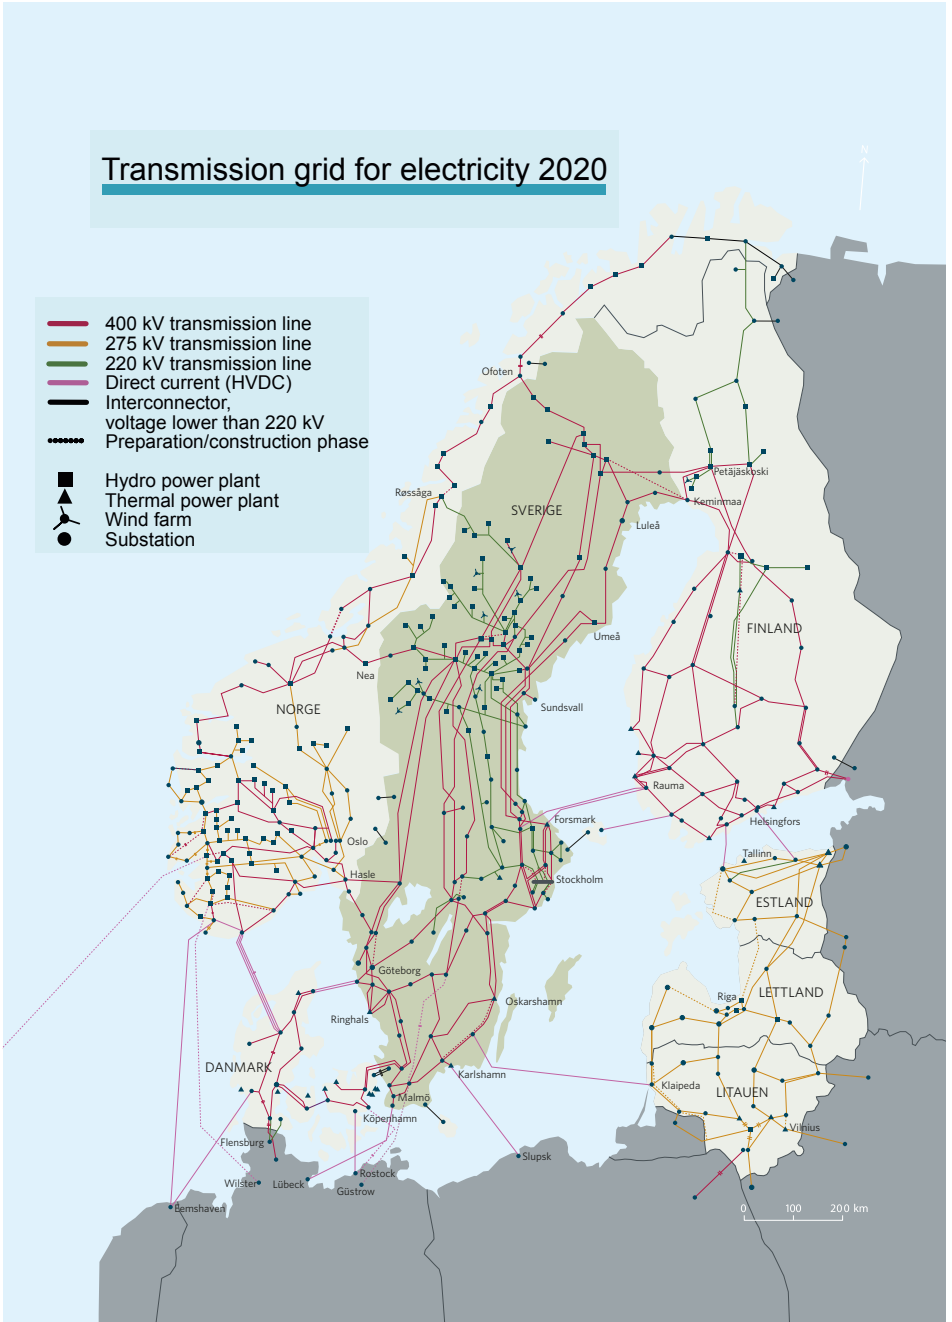 Transmission grid for electricity 2020
N
400 kV transmission line
275 kV transmission line
220 kV transmission line
Direct current (HVDC)
Interconnector,
voltage lower than 220 kV
Preparation/construction phase
Hydro power plant
Thermal power plant
Wind farm
Substation
Ofoten
Petäjäskoski
Røssåga
Keminmaa
SVERIGE
Luleå
FINLAND
Umeå
Nea
Sundsvall
NORGE
Rauma
Forsmark
Helsingfors
Oslo
Tallinn
Hasle
Stockholm
ESTLAND
Göteborg
LETTLAND
Riga
Oskarshamn
Ringhals
DANMARK
Karlshamn
Klaipeda
LITAUEN
Malmö
Köpenhamn
Vilnius
Flensburg
Slupsk
Rostock
Wilster
Lübeck
Güstrow
Eemshaven
0 100 200 km